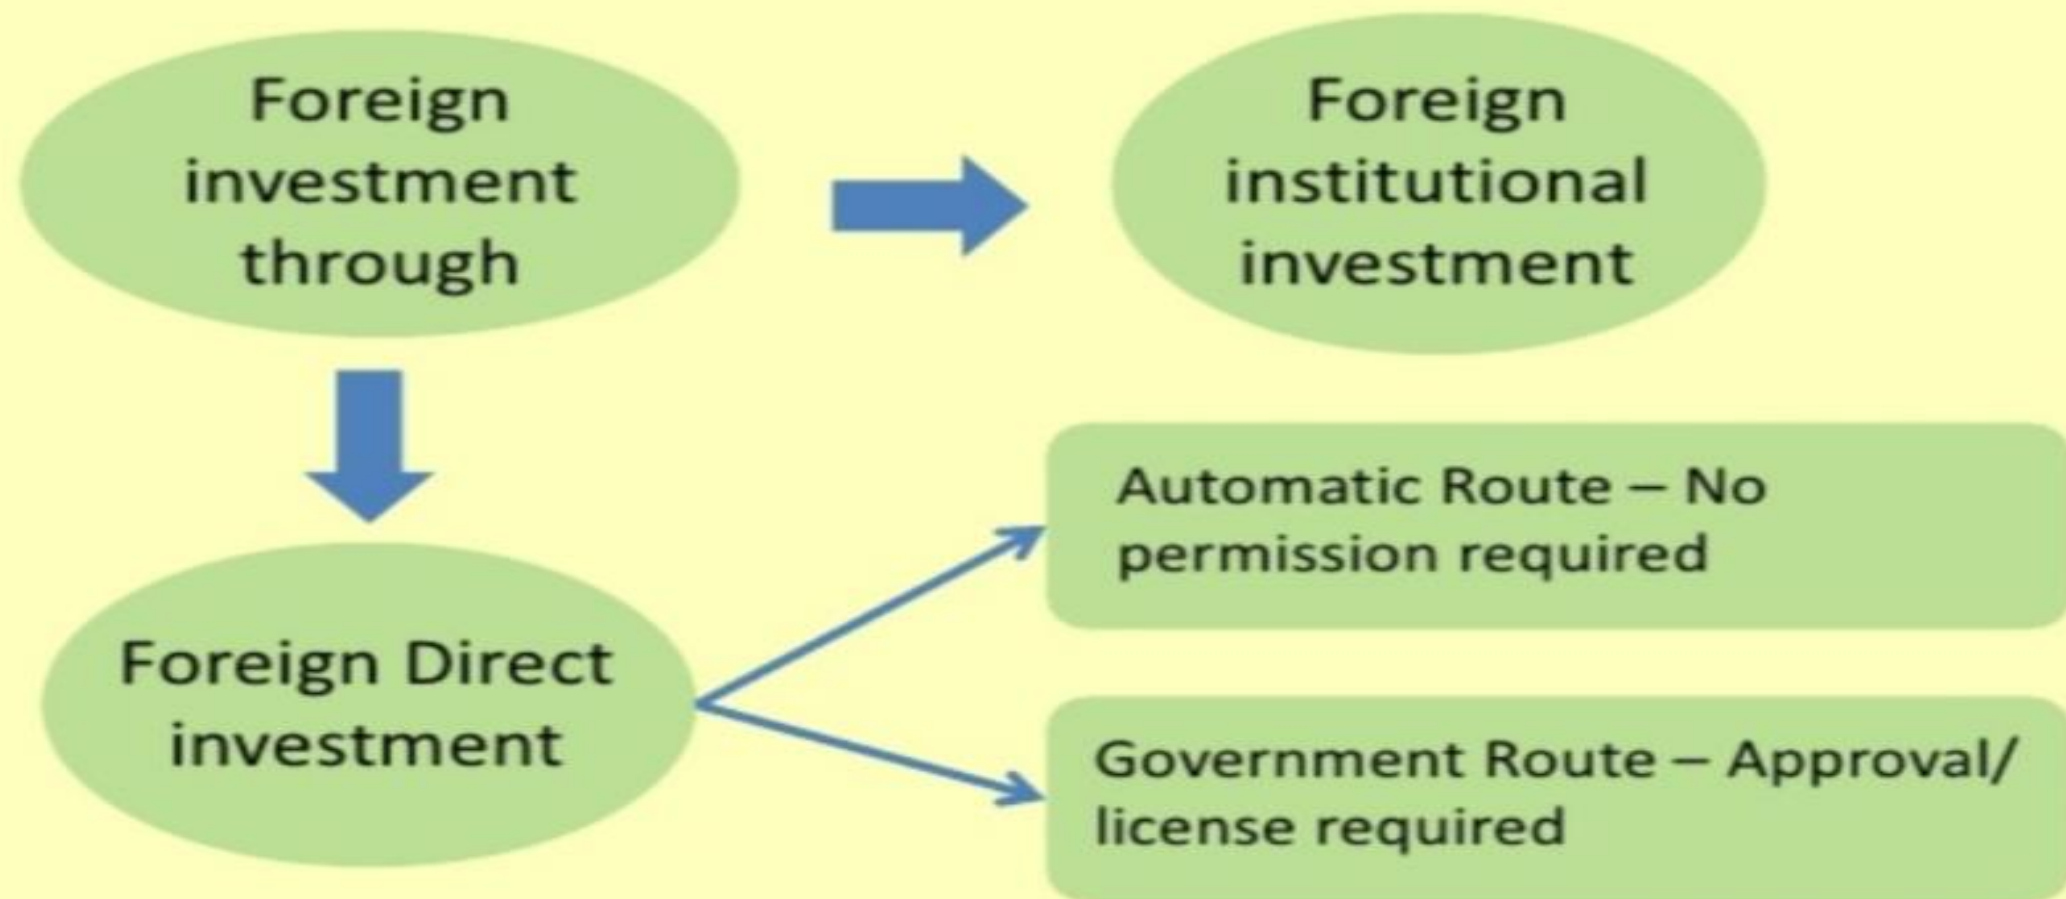 Foreign
investment
through
Foreign
institutional
investment
Foreign Direct
investment
Automatic Route – No
permission required
Government Route – Approval/
license required